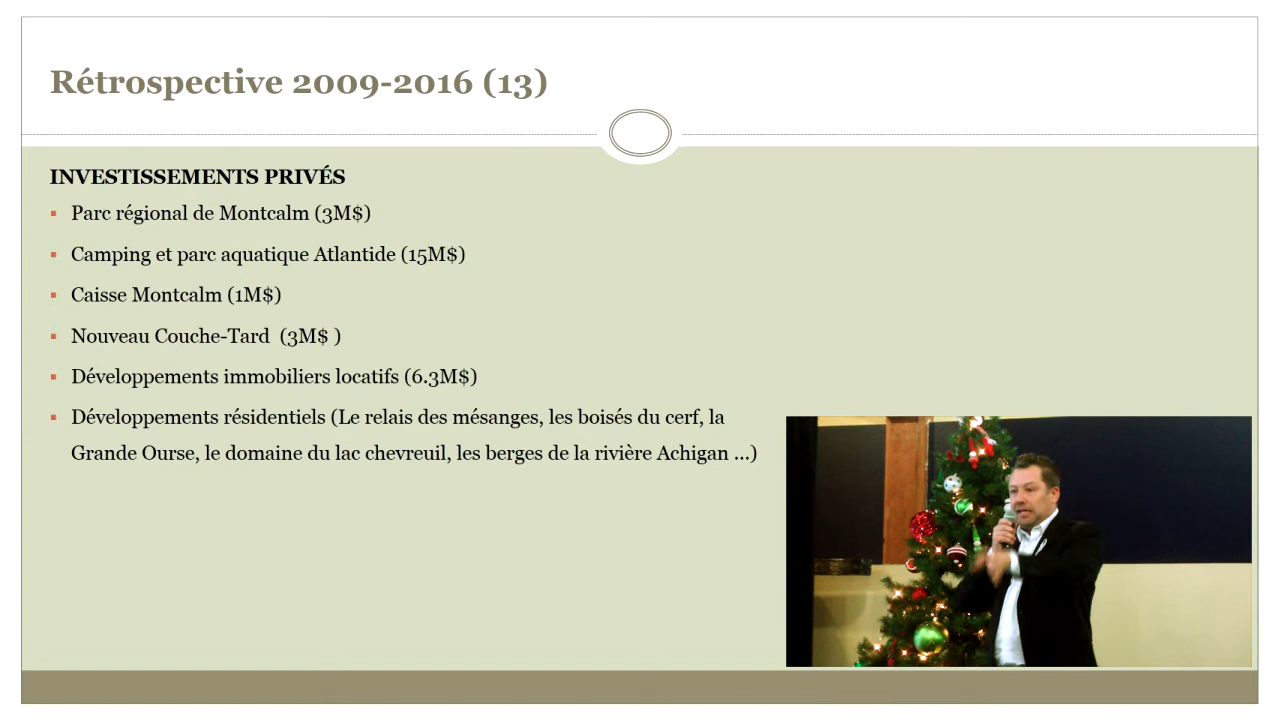 Rétrospective 2009-2016 (13)
INVESTISSEMENTS PRIVÉS
▪ Parc régional de Montcalm (3M$)
▪ Camping et parc aquatique Atlantide (15M$)
▪ Caisse Montcalm (1M$)
▪ Nouveau Couche-Tard  (3M$ )
▪ Développements immobiliers locatifs (6.3M$)
▪ Développements résidentiels (Le relais des mésanges, les boisés du cerf, la
Grande Ourse, le domaine du lac chevreuil, les berges de la rivière Achigan ...)